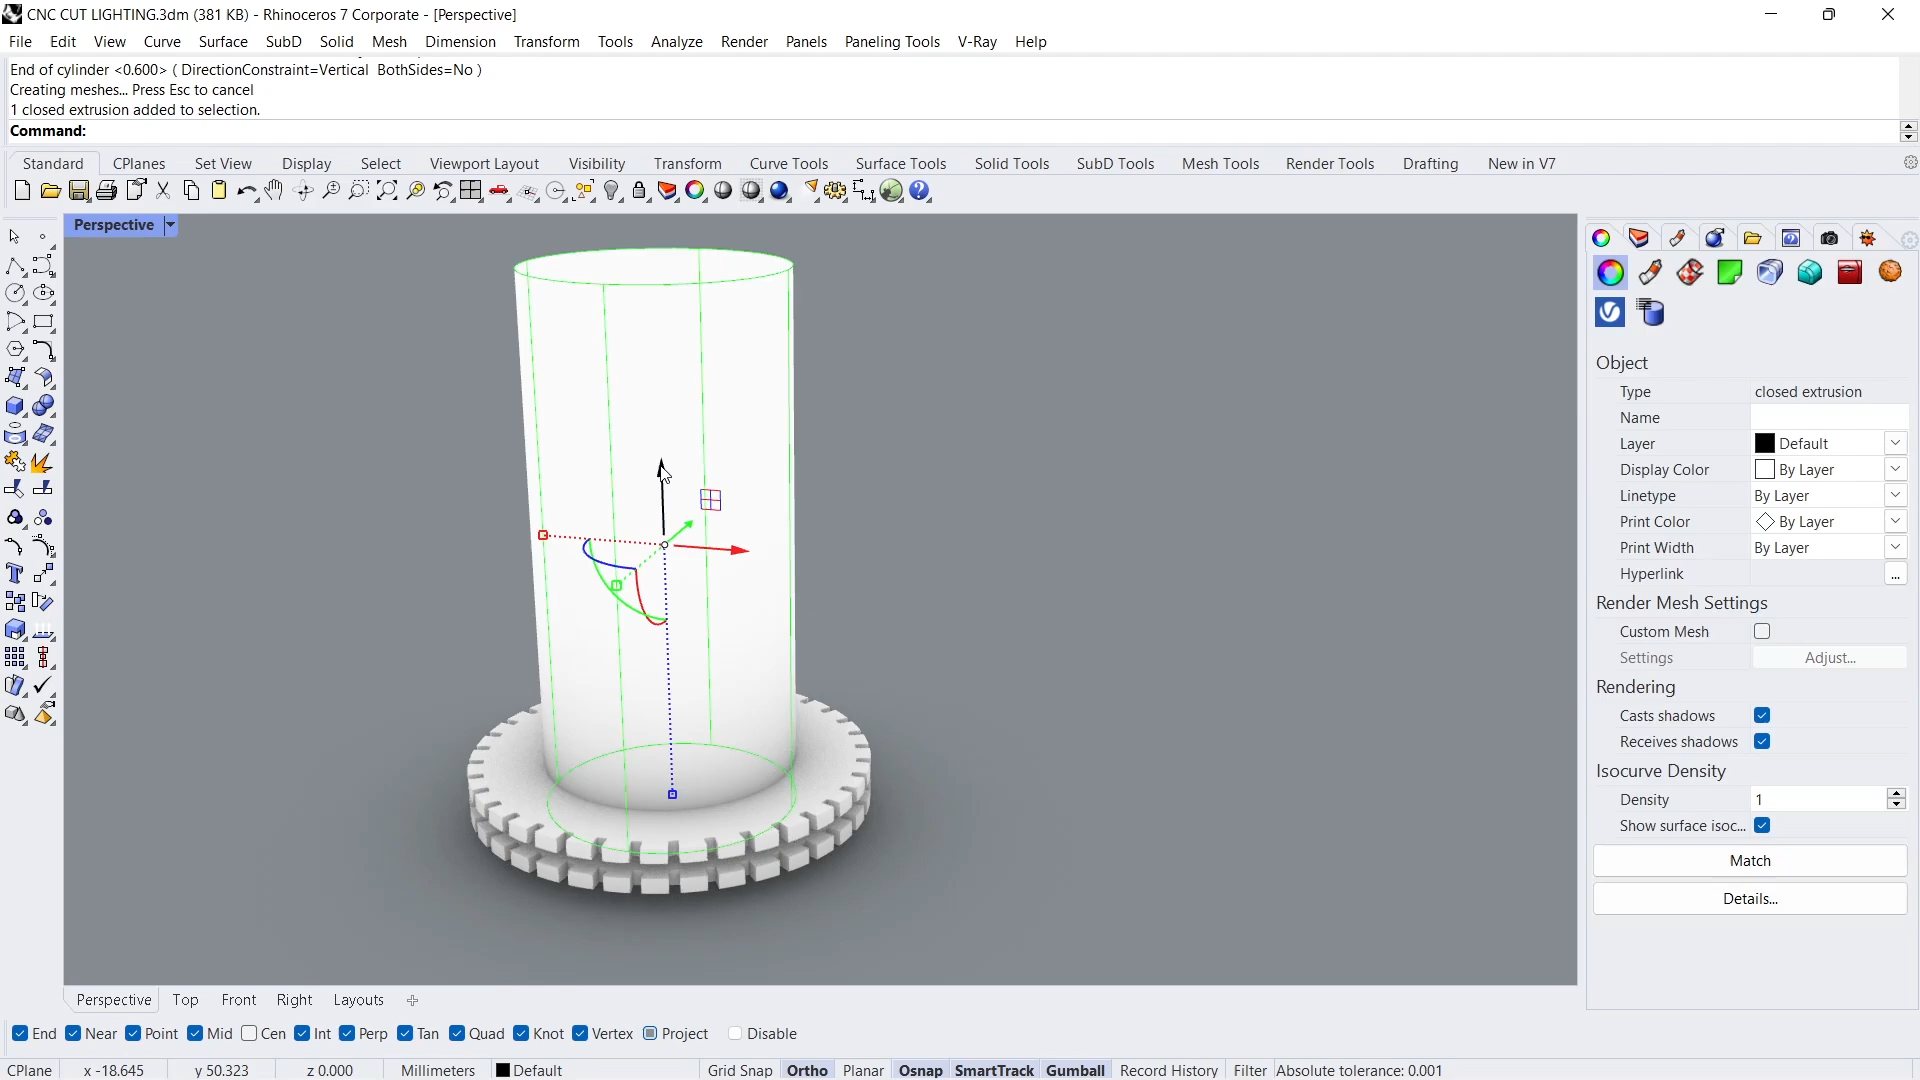 CNC CUT LIGHTING.3dm (381 KB) - Rhinoceros 7 Corporate - [Perspective]
File Edit View Curve Surface SubD Solid Mesh Dimension Transform Tools Analyze Render Panels Paneling Tools V-Ray Help
End of cylinder <0.600> ( DirectionConstraint=Vertical BothSides=No )
Creating meshes... Press Esc to cancel
1 closed extrusion added to selection.
Command:
Standard CPlanes Set View Display Select Viewport Layout Visibility Transform Curve Tools Surface Tools Solid Tools SubD Tools Mesh Tools Render Tools Drafting New in V7
Perspective
Object
Type closed extrusion
Name
Layer Default
Display Color By Layer
Linetype By Layer
Print Color By Layer
Print Width By Layer
Hyperlink ...
Render Mesh Settings
Custom Mesh
Settings Adjust...
Rendering
Casts shadows
Receives shadows
Isocurve Density
Density 1
Show surface isoc...
Match
Details...
Perspective Top Front Right Layouts
End Near Point Mid Cen Int Perp Tan Quad Knot Vertex Project Disable
CPlane x -18.645 y 50.323 z 0.000 Millimeters Default Grid Snap Ortho Planar Osnap SmartTrack Gumball Record History Filter Absolute tolerance: 0.001